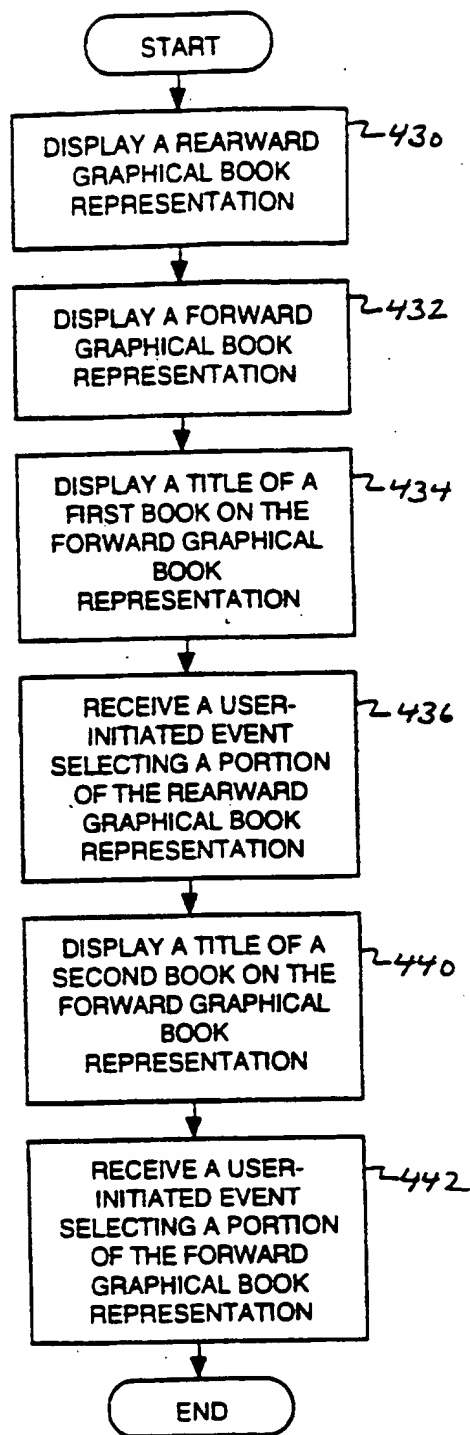 START
DISPLAY A REARWARD
GRAPHICAL BOOK
REPRESENTATION
430
DISPLAY A FORWARD
GRAPHICAL BOOK
REPRESENTATION
432
DISPLAY A TITLE OF A
FIRST BOOK ON THE
FORWARD GRAPHICAL
BOOK
REPRESENTATION
434
RECEIVE A USER-
INITIATED EVENT
SELECTING A PORTION
OF THE REARWARD
GRAPHICAL BOOK
REPRESENTATION
436
DISPLAY A TITLE OF A
SECOND BOOK ON THE
FORWARD GRAPHICAL
BOOK
REPRESENTATION
440
RECEIVE A USER-
INITIATED EVENT
SELECTING A PORTION
OF THE FORWARD
GRAPHICAL BOOK
REPRESENTATION
442
END